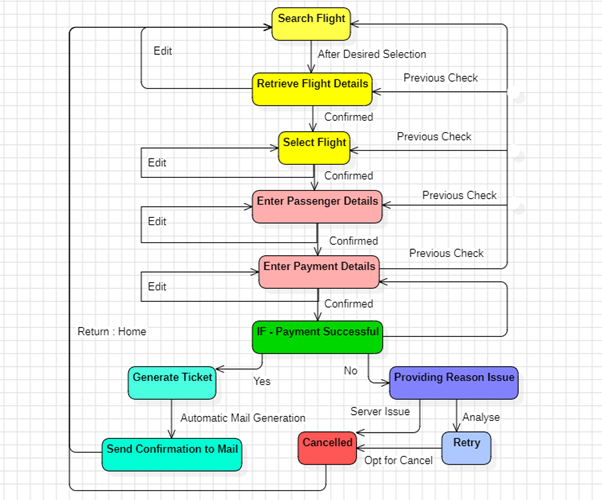 Search Flight
Edit
After Desired Selection
Previous Check
Retrieve Flight Details
Confirmed
Previous Check
Select Flight
Edit
Confirmed
Previous Check
Enter Passenger Details
Edit
Confirmed
Previous Check
Enter Payment Details
Edit
Confirmed
Return : Home
IF - Payment Successful
Yes
No
Generate Ticket
Providing Reason Issue
Automatic Mail Generation
Server Issue
Analyse
Send Confirmation to Mail
Cancelled
Retry
Opt for Cancel